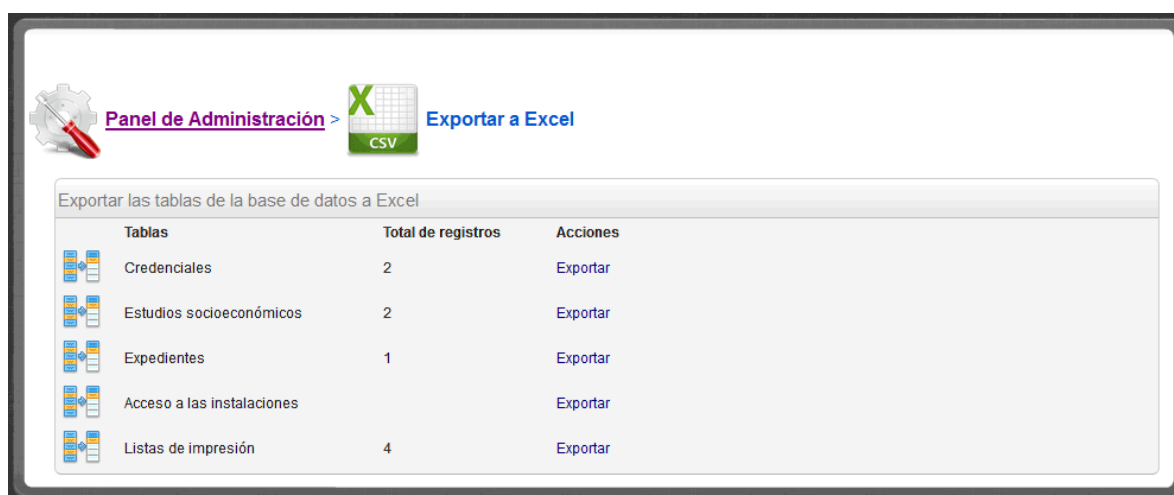 Panel de Administración > X CSV Exportar a Excel
Exportar las tablas de la base de datos a Excel
Tablas Total de registros Acciones
Credenciales 2 Exportar
Estudios socioeconómicos 2 Exportar
Expedientes 1 Exportar
Acceso a las instalaciones Exportar
Listas de impresión 4 Exportar